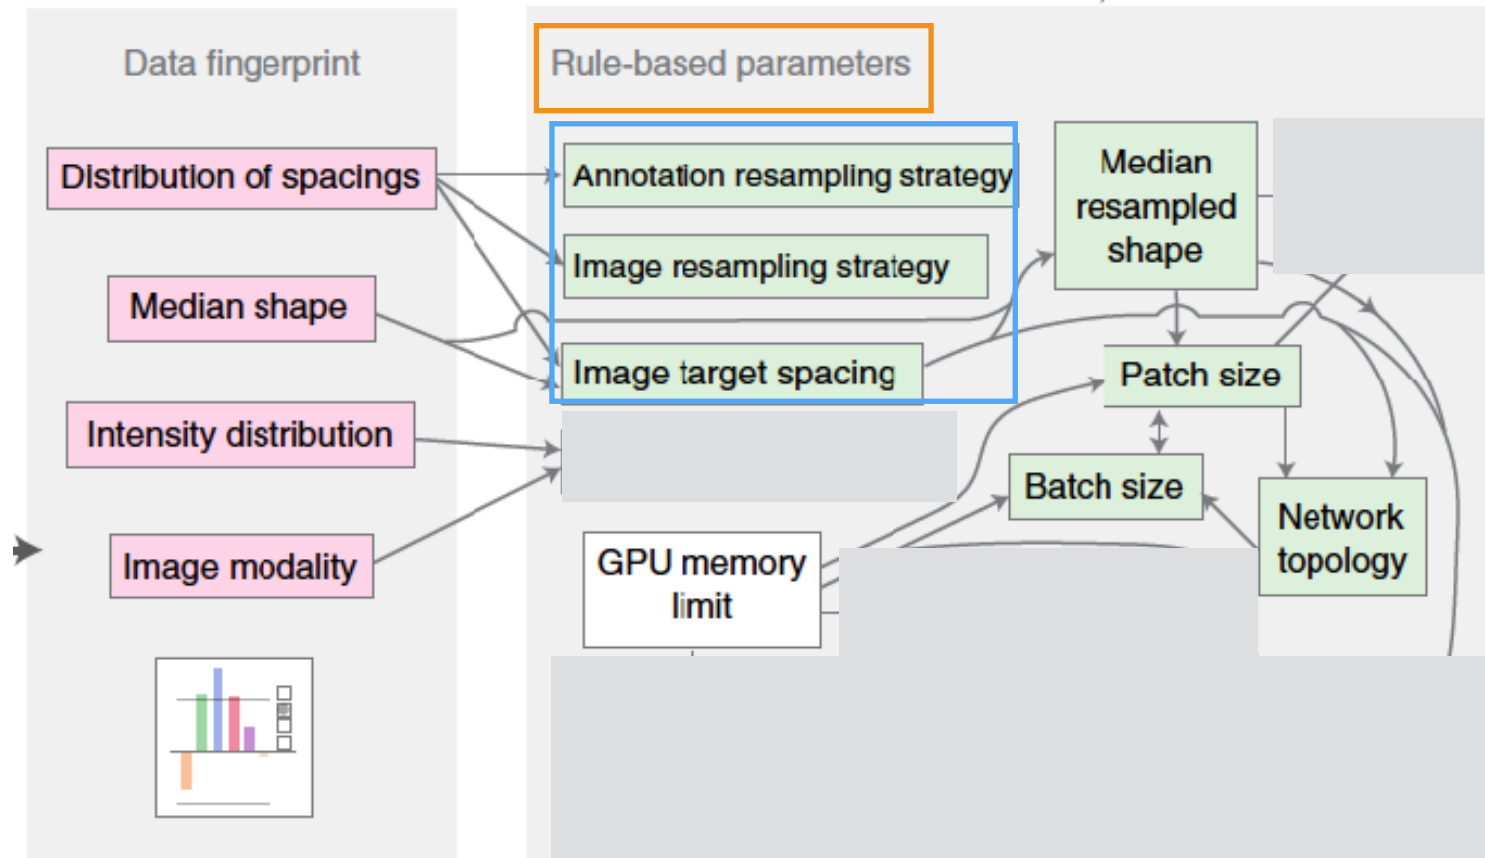 Data fingerprint
Rule-based parameters
Distribution of spacings
Median shape
Intensity distribution
Image modality
Annotation resampling strategy
Image resampling strategy
Image target spacing
GPU memory
limit
Median
resampled
shape
Patch size
Batch size
Network
topology